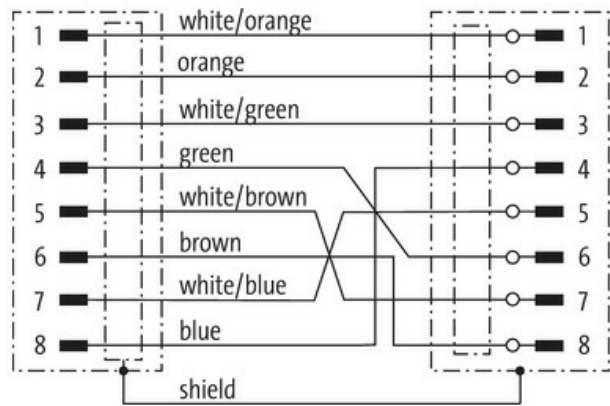 1 white/orange 1
2 orange 2
3 white/green 3
4 green 4
5 white/brown 5
6 brown 6
7 white/blue 7
8 blue 8
shield